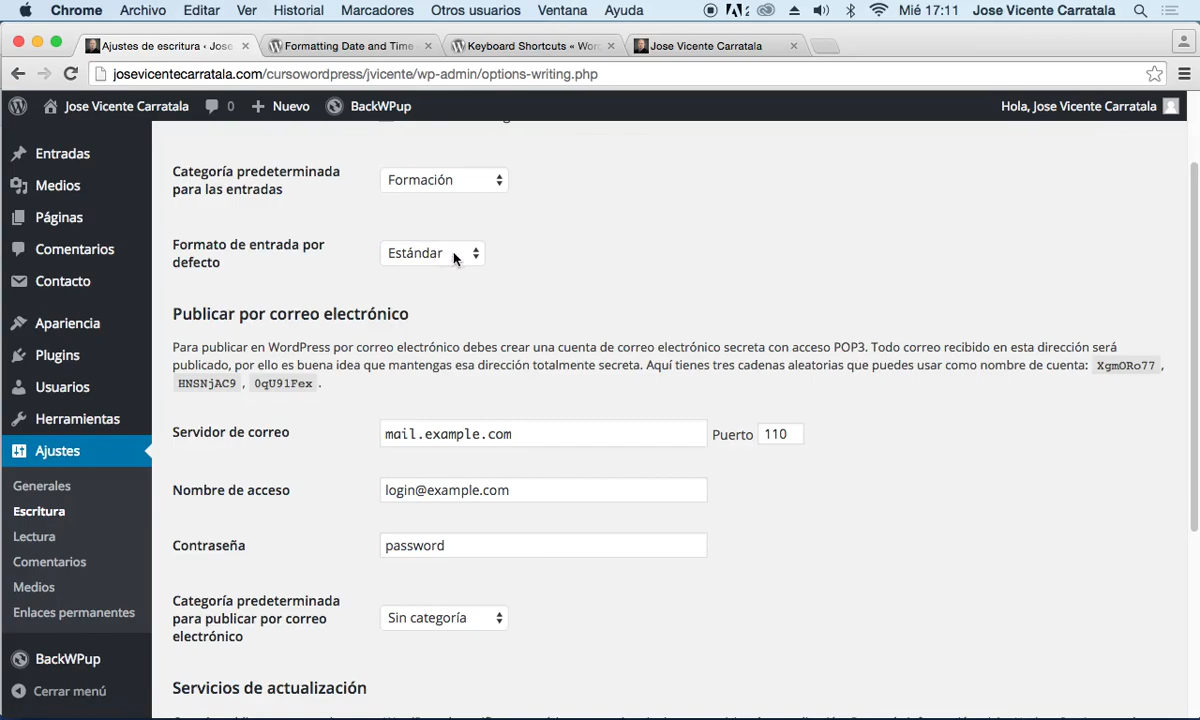 Chrome Archivo Editar Ver Historial Marcadores Otros usuarios Ventana Ayuda Mié 17:11 Jose Vicente Carratala
Ajustes de escritura ‹ Jose Formatting Date and Time Keyboard Shortcuts « Wor Jose Vicente Carratala
josevicentecarratala.com/cursowordpress/jvicente/wp-admin/options-writing.php
Jose Vicente Carratala 0 Nuevo BackWPup Hola, Jose Vicente Carratala
Entradas
Medios
Páginas
Comentarios
Contacto
Apariencia
Plugins
Usuarios
Herramientas
Ajustes
Generales
Escritura
Lectura
Comentarios
Medios
Enlaces permanentes
BackWPup
Cerrar menú
Categoría predeterminada
para las entradas
Formación
Formato de entrada por
defecto
Estándar
Publicar por correo electrónico
Para publicar en WordPress por correo electrónico debes crear una cuenta de correo electrónico secreta con acceso POP3. Todo correo recibido en esta dirección será
publicado, por ello es buena idea que mantengas esa dirección totalmente secreta. Aquí tienes tres cadenas aleatorias que puedes usar como nombre de cuenta: XgmORo77 ,
HNSNjAC9 , 0qU91Fex .
Servidor de correo mail.example.com Puerto 110
Nombre de acceso login@example.com
Contraseña password
Categoría predeterminada
para publicar por correo
electrónico
Sin categoría
Servicios de actualización